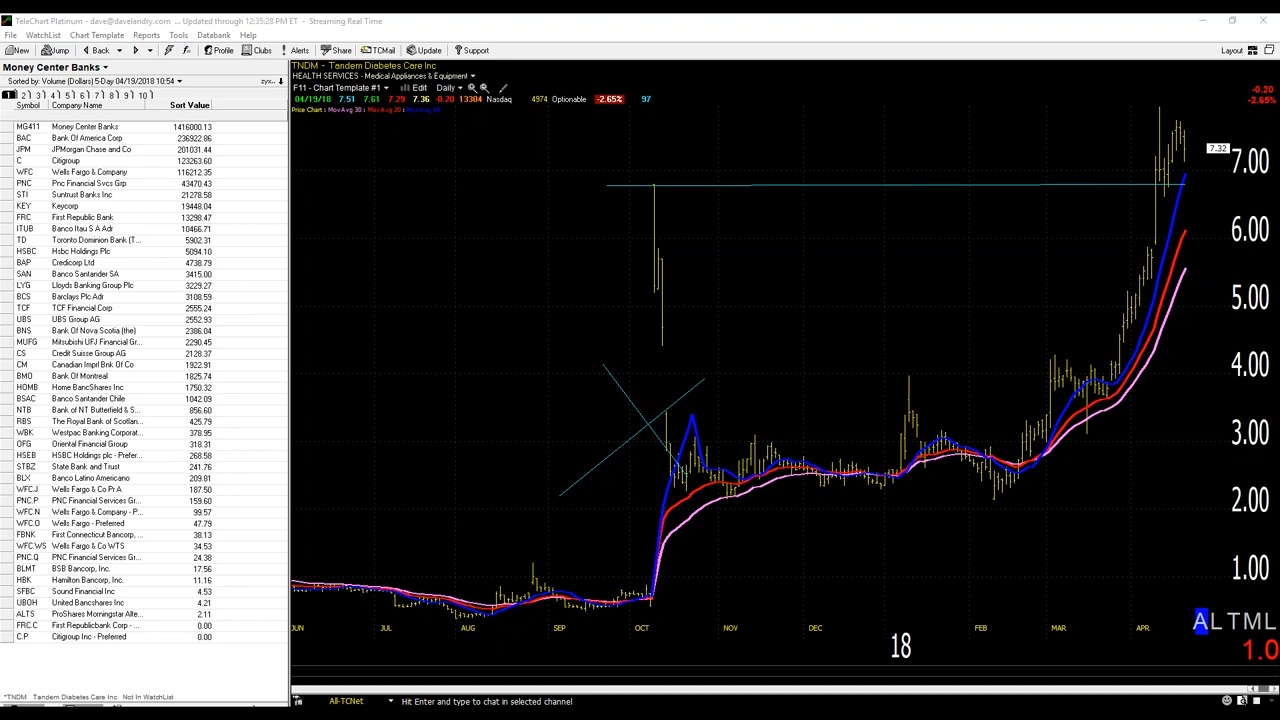 TeleChart Platinum - dave@davelandry.com ... Updated through 12:35:28 PM ET - Streaming Real Time
File WatchList Chart Template Tools Databank Reports Help
New Jump Back Profile Clubs Alerts Share TCMail Update Support Layout
Money Center Banks
Sorted by: Volume (Dollars) 5-Day 04/19/2018 10:54
1 2 3 4 5 6 7 8 9 10
Symbol Company Name Sort Value
MG411 Money Center Banks 1416000.13
BAC Bank Of America Corp 236922.86
JPM JPMorgan Chase and Co 201031.44
C Citigroup 123263.60
WFC Wells Fargo & Company 116212.35
PNC Pnc Financial Svcs Grp 43470.43
STI Suntrust Banks Inc 21278.58
KEY Keycorp 19448.04
FRC First Republic Bank 13298.47
ITUB Banco Itau S A Adr 10466.71
TD Toronto Dominion Bank (T... 5902.31
HSBC Hsbc Holdings Plc 5094.10
BAP Credicorp Ltd 4738.79
SAN Banco Santander SA 3415.00
LYG Lloyds Banking Group Plc 3229.27
BCS Barclays Plc Adr 3108.59
TCF TCF Financial Corp 2555.24
UBS UBS Group AG 2552.93
BNS Bank Of Nova Scotia (the) 2386.04
MUFG Mitsubishi UFJ Financial Gr... 2290.45
CS Credit Suisse Group AG 2128.37
CM Canadian Imprl Bnk Of Co 1922.91
BMO Bank Of Montreal 1825.74
HOMB Home BancShares Inc 1750.32
BSAC Banco Santander Chile 1042.09
NTB Bank of NT Butterfield & S... 856.60
RBS The Royal Bank of Scotlan... 425.79
WBK Westpac Banking Corporat... 378.95
OFG Oriental Financial Group 318.31
HSEB HSBC Holdings plc - Prefer... 268.58
STBZ State Bank and Trust 241.76
BLX Banco Latino Americano 209.81
WFC.J Wells Fargo & Co Pr A 187.50
PNC.P PNC Financial Services Gr... 159.60
WFC.N Wells Fargo & Company - P... 99.57
WFC.O Wells Fargo - Preferred 47.79
FBNK First Connecticut Bancorp, ... 38.13
WFC.WS Wells Fargo & Co WTS 34.53
PNC.Q PNC Financial Services Gr... 24.38
BLMT BSB Bancorp, Inc. 17.56
HBK Hamilton Bancorp, Inc. 11.16
SFBC Sound Financial Inc 4.53
UBOH United Bancshares Inc 4.21
ALTS ProShares Morningstar Alte... 2.11
FRC.C First Republicbank Corp - ... 0.00
C.P Citigroup Inc - Preferred 0.00
*TNDM Tandem Diabetes Care Inc Not In WatchList
TNDM - Tandem Diabetes Care Inc
HEALTH SERVICES - Medical Appliances & Equipment
F11 - Chart Template #1 Edit Daily
04/19/18 7.51 7.61 7.29 7.36 -0.20 13304 Nasdaq 4974 Optionable -2.65% 97
Price Chart : MovAvg 30 : MovAvg 20 : MovAvg 10
-0.20
-2.65%
7.32
7.00
6.00
5.00
4.00
3.00
2.00
1.00
JUN JUL AUG SEP OCT NOV DEC 18 FEB MAR APR
ALTML
1.0
All-TCNet Hit Enter and type to chat in selected channel